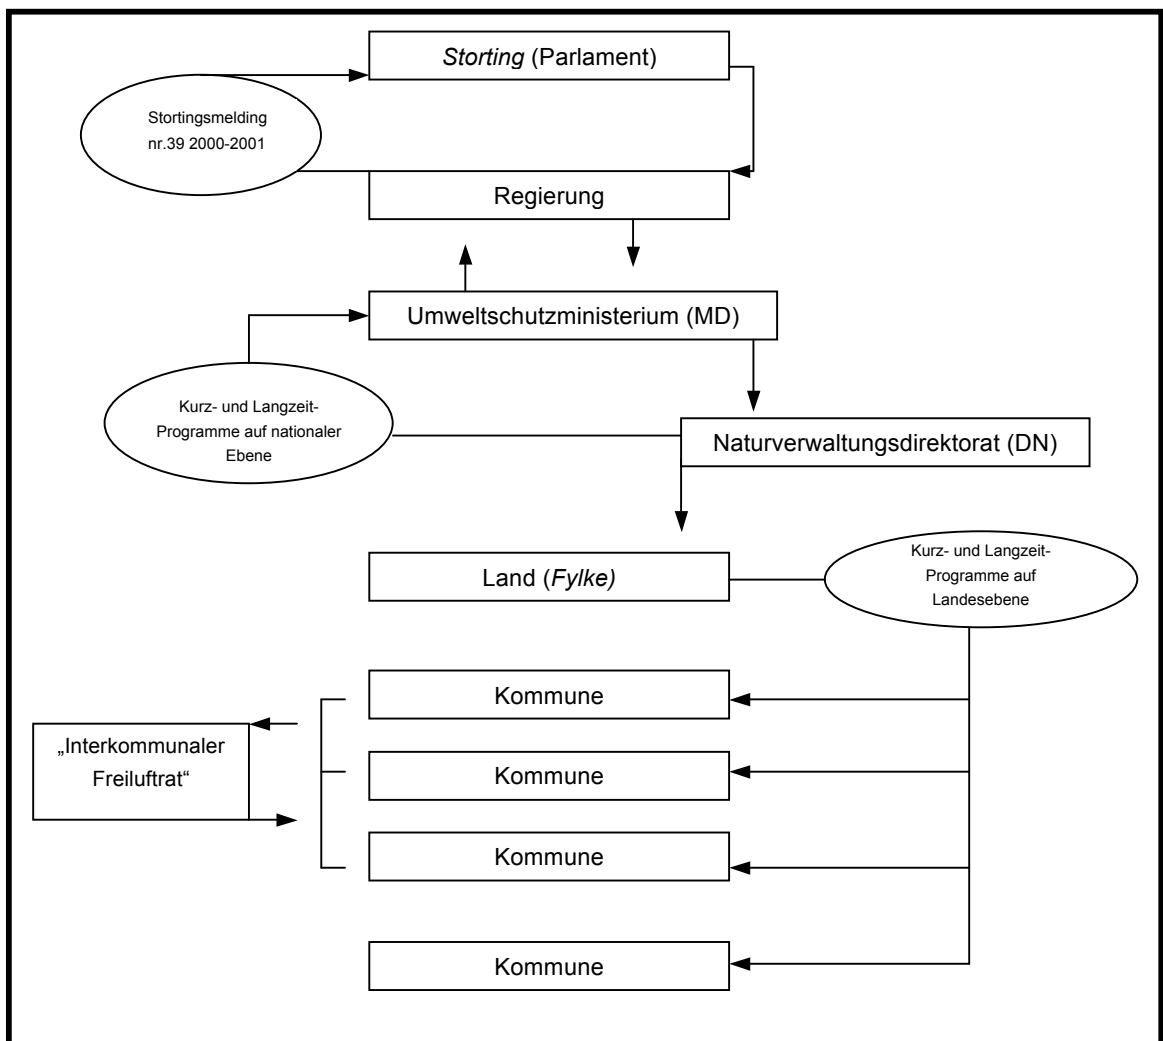 Storting (Parlament)
Stortingsmelding
nr.39 2000-2001
Regierung
Umweltschutzministerium (MD)
Kurz- und Langzeit-
Programme auf nationaler
Ebene
Naturverwaltungsdirektorat (DN)
Land (Fylke)
Kurz- und Langzeit-
Programme auf
Landesebene
Kommune
„Interkommunaler
Freiluftrat“
Kommune
Kommune
Kommune